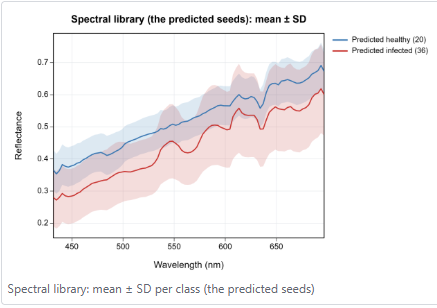 Spectral library (the predicted seeds): mean ± SD
Predicted healthy (20)
Predicted infected (36)
0.7
0.6
0.5
0.4
0.3
0.2
Reflectance
450 500 550 600 650
Wavelength (nm)
Spectral library: mean ± SD per class (the predicted seeds)